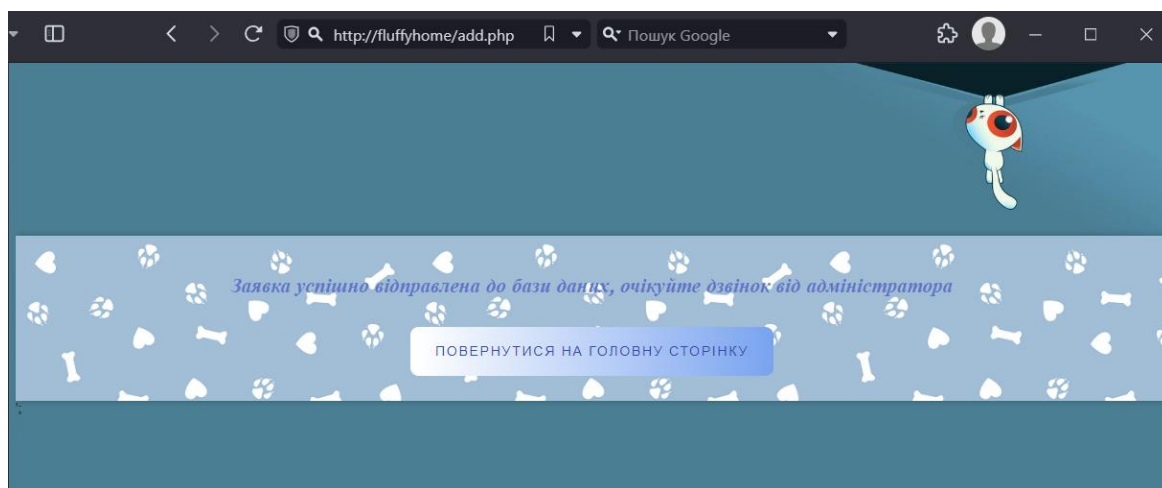 http://fluffyhome/add.php
Пошук Google
Заявка успішно відправлена до бази даних, очікуйте дзвінок від адміністратора
ПОВЕРНУТИСЯ НА ГОЛОВНУ СТОРІНКУ
';